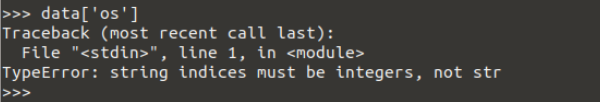 >>> data['os']
Traceback (most recent call last):
  File "<stdin>", line 1, in <module>
TypeError: string indices must be integers, not str
>>>